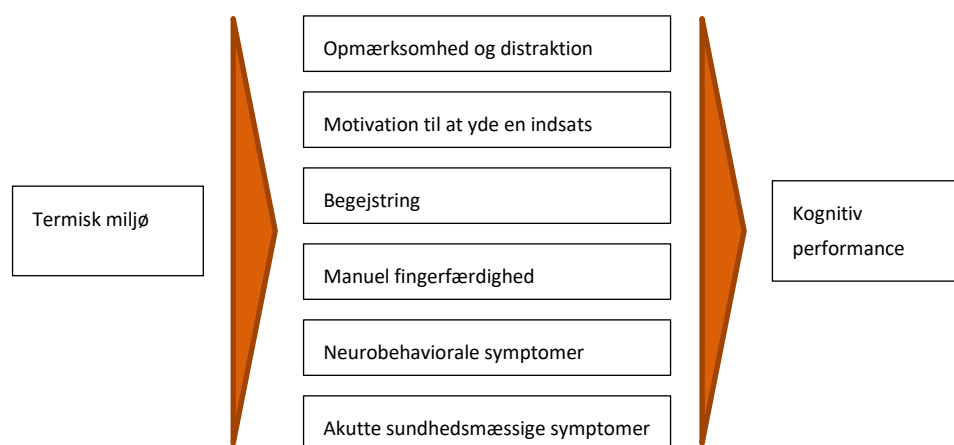 Termisk miljø
Opmærksomhed og distraktion
Motivation til at yde en indsats
Begejstring
Manuel fingerfærdighed
Neurobehaviorale symptomer
Akutte sundhedsmæssige symptomer
Kognitiv
performance